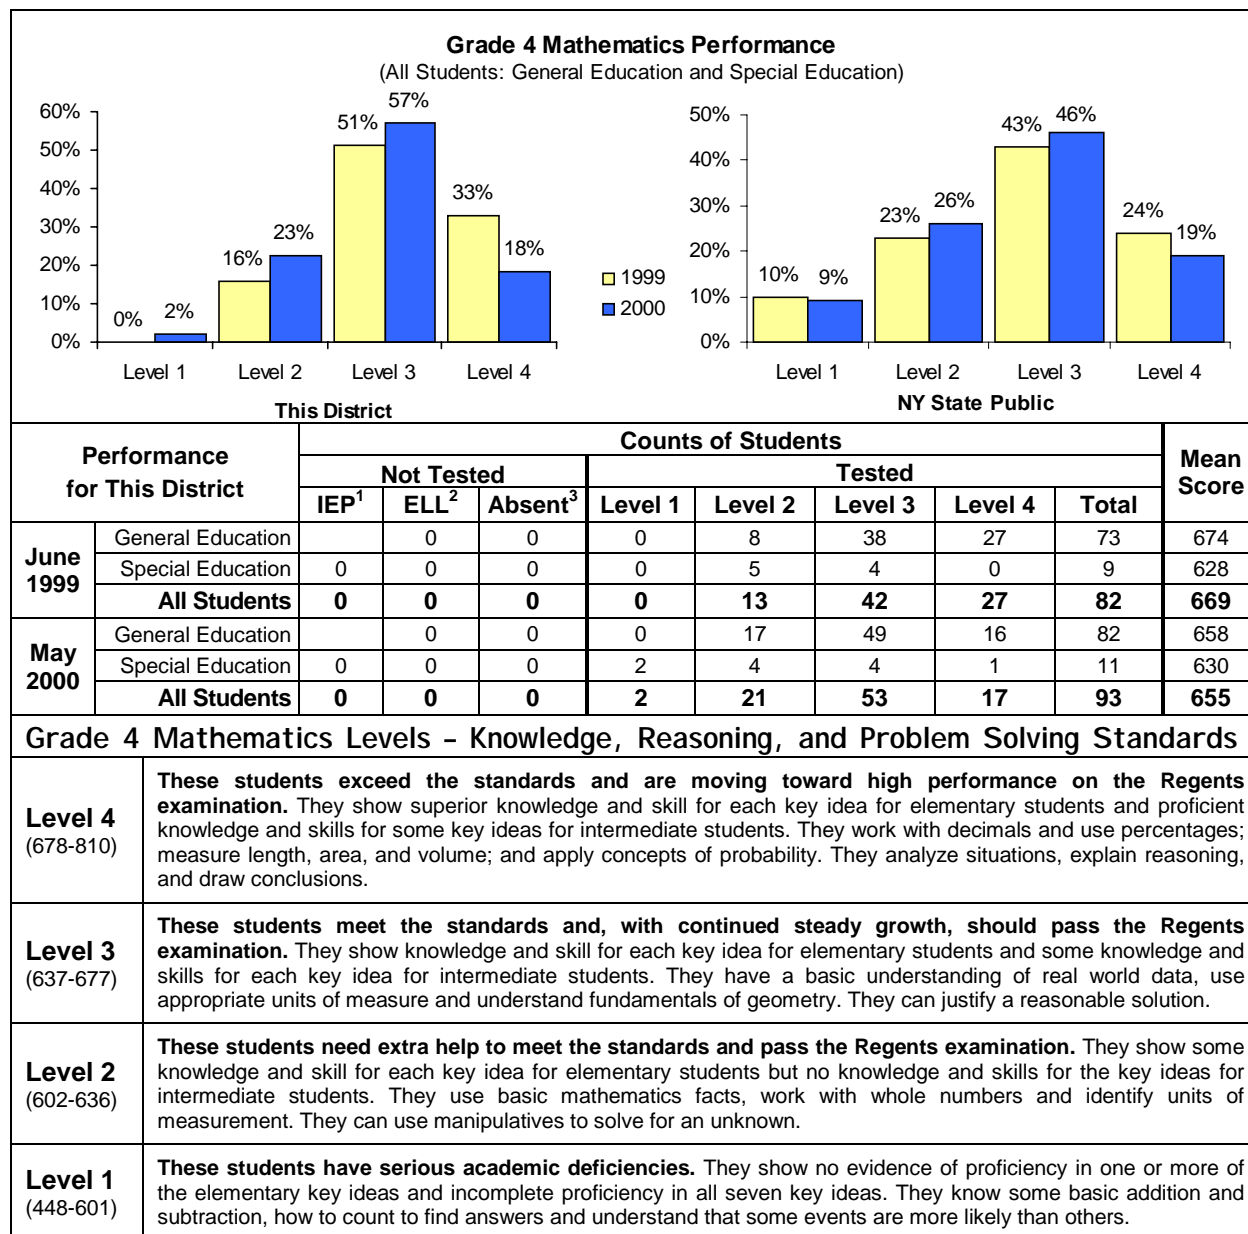 Grade 4 Mathematics Performance
(All Students: General Education and Special Education)
60%
50%
40%
30%
20%
10%
0%
0% 2%
16% 23%
51% 57%
33% 18%
Level 1 Level 2 Level 3 Level 4
This District
1999
2000
50%
40%
30%
20%
10%
0%
10% 9%
23% 26%
43% 46%
24% 19%
Level 1 Level 2 Level 3 Level 4
NY State Public
Performance for This District
Counts of Students
Mean Score
Not Tested Tested
IEP1 ELL2 Absent3 Level 1 Level 2 Level 3 Level 4 Total
June 1999
General Education 0 0 0 8 38 27 73 674
Special Education 0 0 0 0 5 4 0 9 628
All Students 0 0 0 0 13 42 27 82 669
May 2000
General Education 0 0 0 17 49 16 82 658
Special Education 0 0 0 2 4 4 1 11 630
All Students 0 0 0 2 21 53 17 93 655
Grade 4 Mathematics Levels – Knowledge, Reasoning, and Problem Solving Standards
Level 4
(678-810)
These students exceed the standards and are moving toward high performance on the Regents
examination. They show superior knowledge and skill for each key idea for elementary students and proficient
knowledge and skills for some key ideas for intermediate students. They work with decimals and use percentages;
measure length, area, and volume; and apply concepts of probability. They analyze situations, explain reasoning,
and draw conclusions.
Level 3
(637-677)
These students meet the standards and, with continued steady growth, should pass the Regents
examination. They show knowledge and skill for each key idea for elementary students and some knowledge and
skills for each key idea for intermediate students. They have a basic understanding of real world data, use
appropriate units of measure and understand fundamentals of geometry. They can justify a reasonable solution.
Level 2
(602-636)
These students need extra help to meet the standards and pass the Regents examination. They show some
knowledge and skill for each key idea for elementary students but no knowledge and skills for the key ideas for
intermediate students. They use basic mathematics facts, work with whole numbers and identify units of
measurement. They can use manipulatives to solve for an unknown.
Level 1
(448-601)
These students have serious academic deficiencies. They show no evidence of proficiency in one or more of
the elementary key ideas and incomplete proficiency in all seven key ideas. They know some basic addition and
subtraction, how to count to find answers and understand that some events are more likely than others.